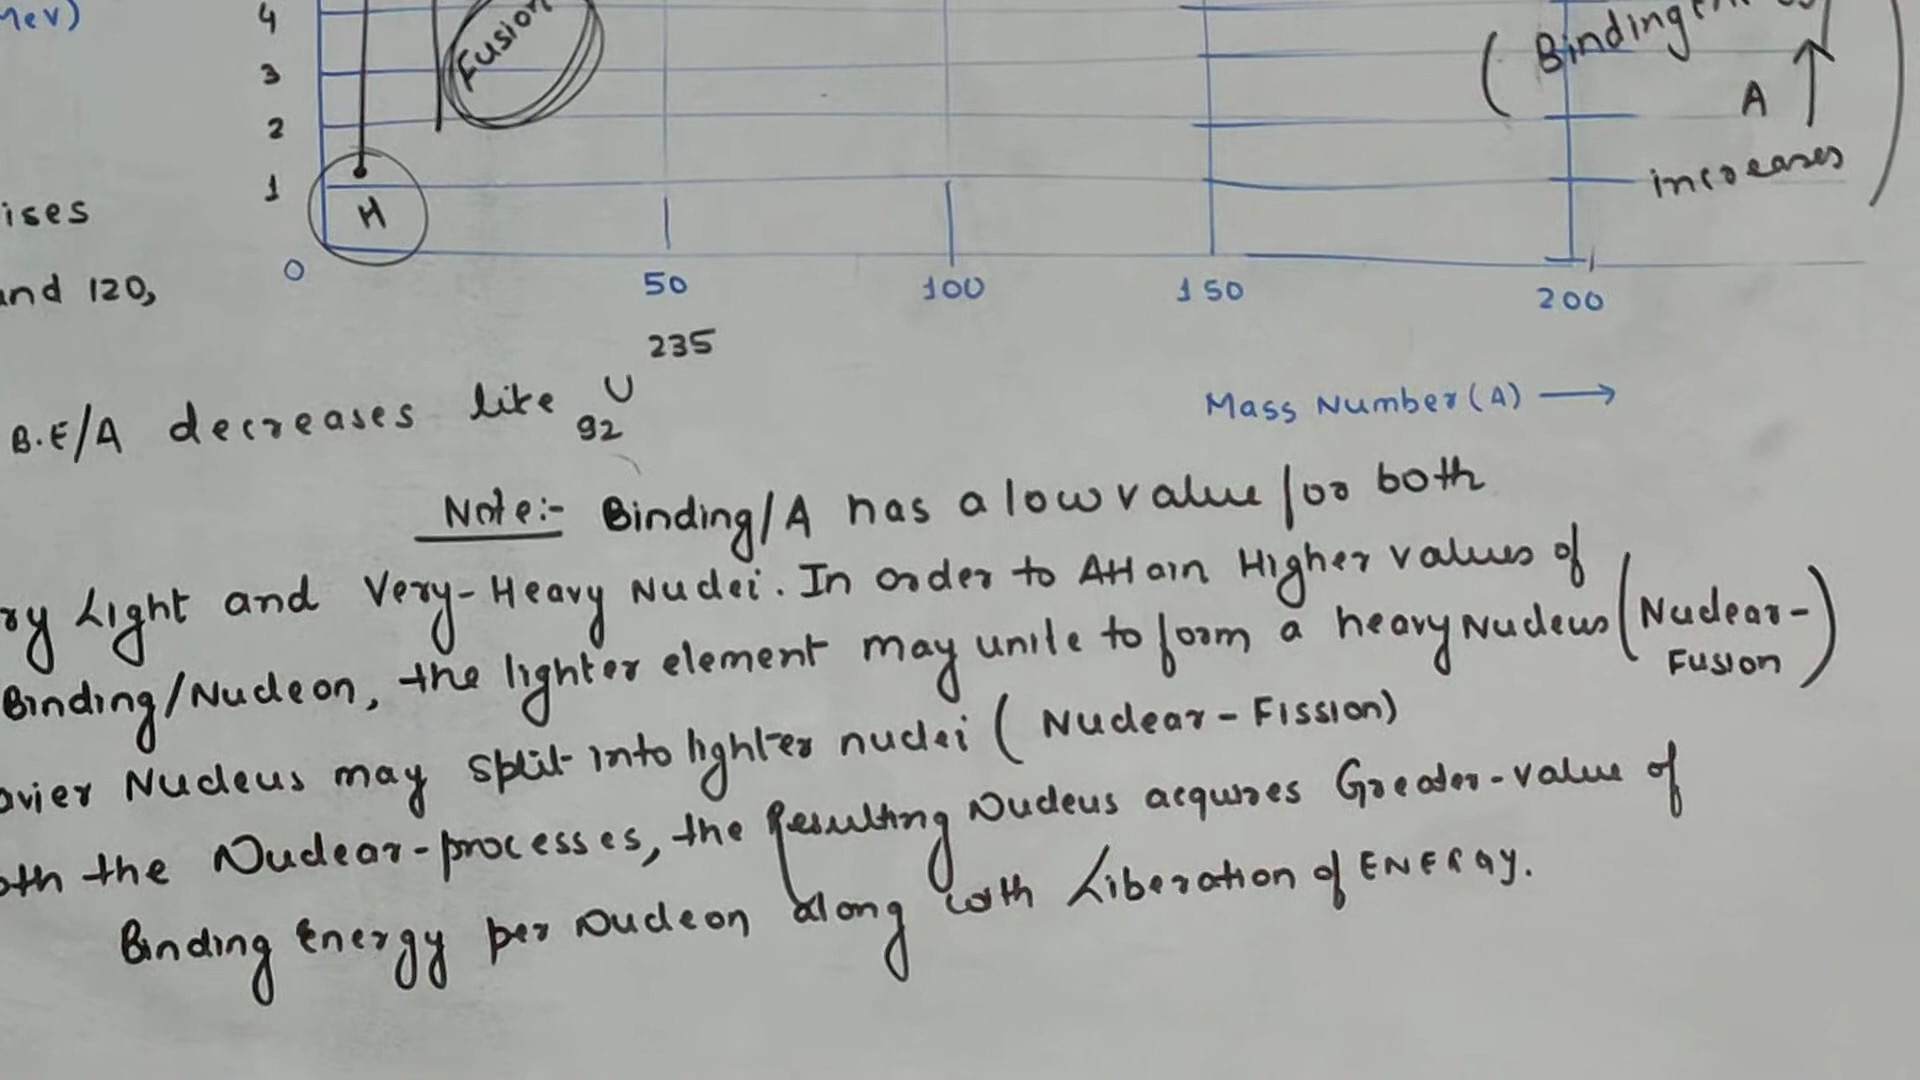 Mev)
4
3
2
1
0
Fusion
H
50
100
150
200
(Binding
A ↑
increases)
ises
and 120,
235
B.E/A decreases like 92 U
Mass Number(A) →
Note:- Binding/A has a low value for both
ry Light and Very-Heavy Nuclei. In order to Attain Higher values of
Binding/Nucleon, the lighter element may unite to form a heavy Nucleus (Nuclear-
Fusion)
avier Nucleus may split into lighter nuclei (Nuclear-Fission)
oth the Nuclear-processes, the Resulting Nucleus acquires Greater-value of
Binding Energy per nucleon along with Liberation of ENERGY.